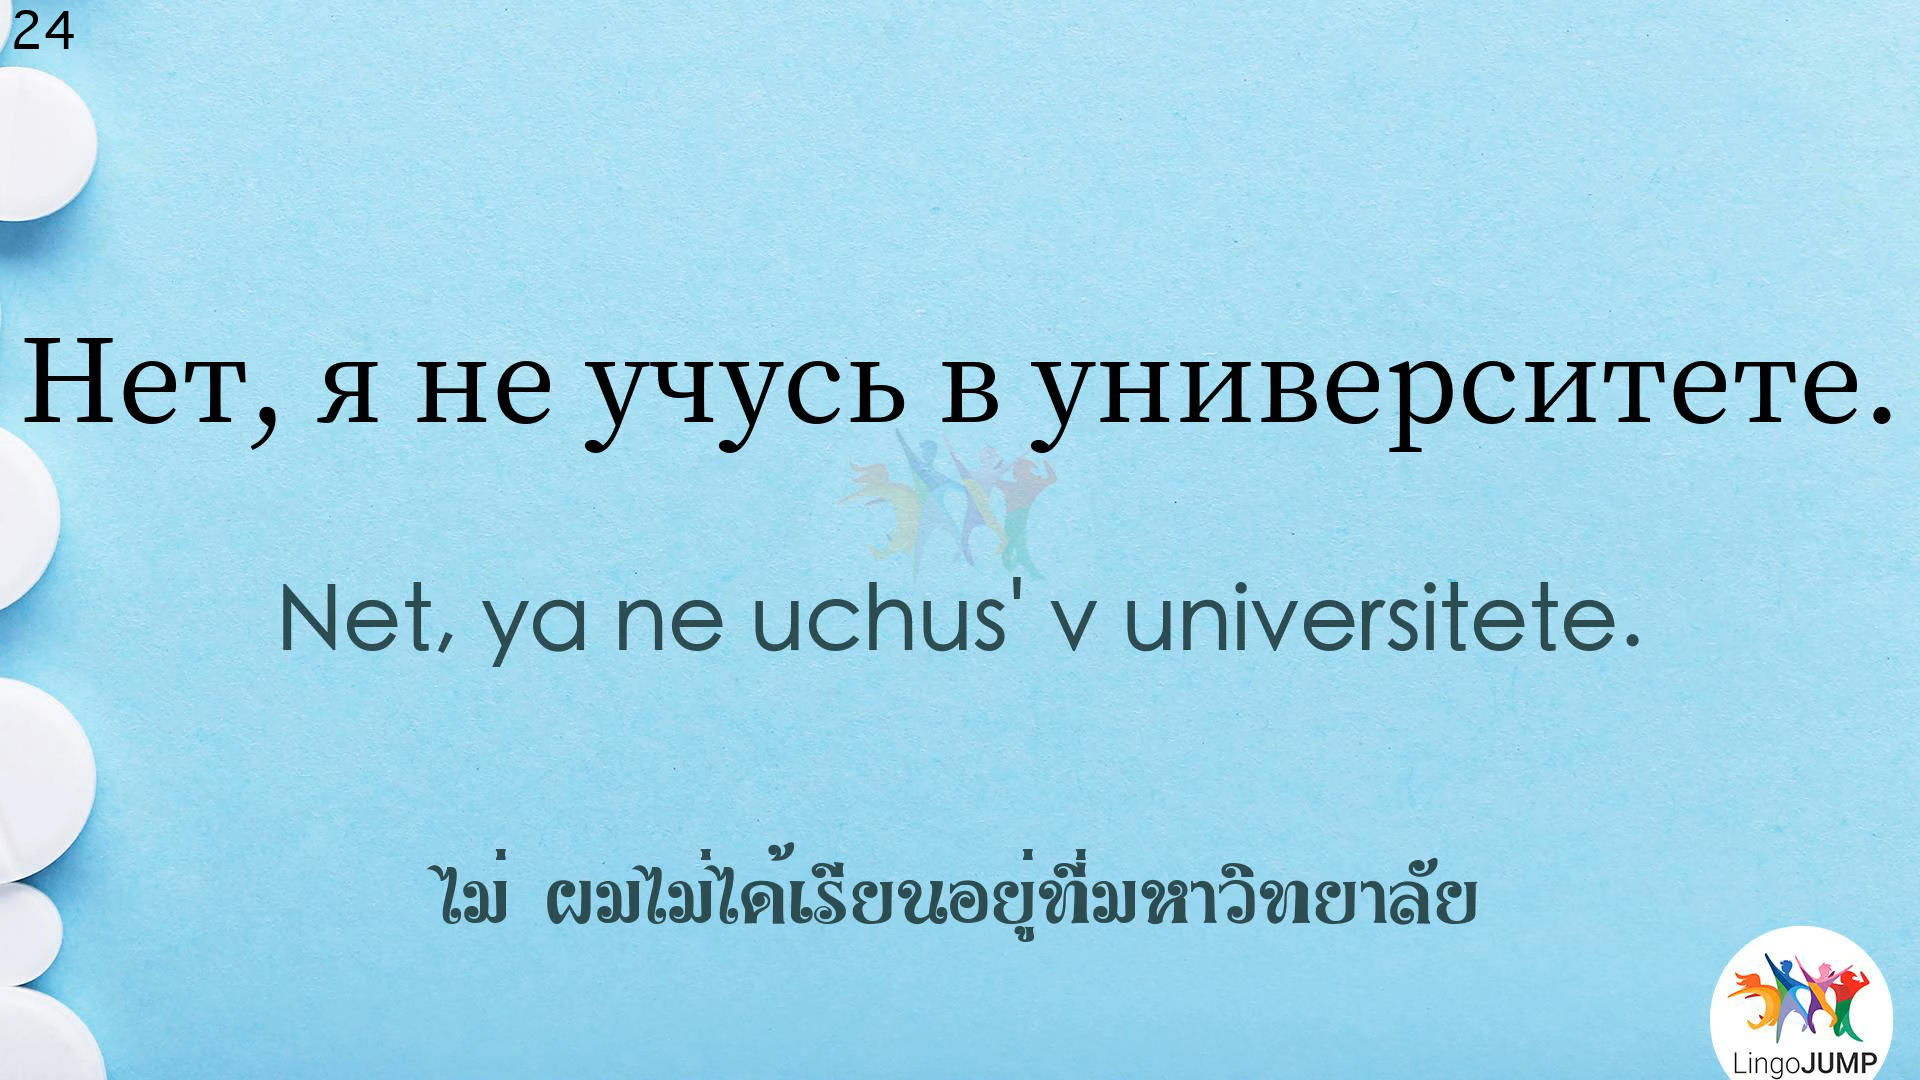 24
Нет, я не учусь в университете.
Net, ya ne uchus' v universitete.
ไม่ ผมไม่ได้เรียนอยู่ที่มหาวิทยาลัย
LingoJUMP